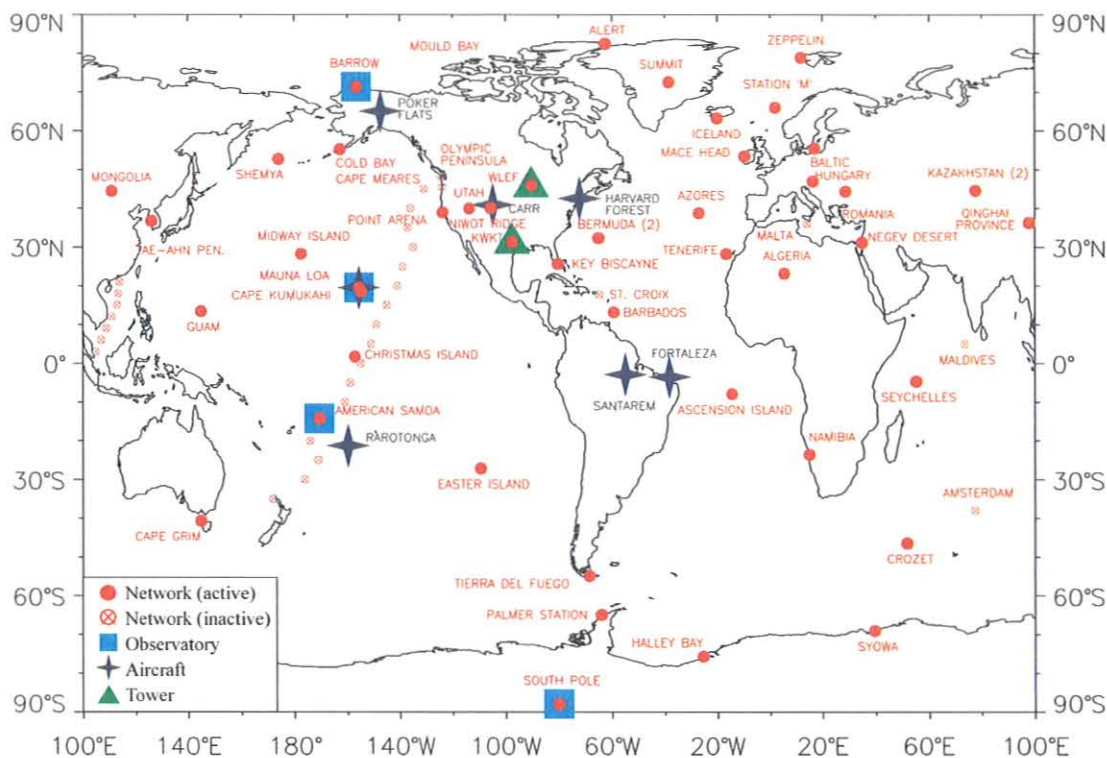 90°N
90°N
ALERT
MOULD BAY
ZEPPELIN
BARROW
SUMMIT
STATION 'M'
POKER
FLATS
60°N
60°N
ICELAND
OLYMPIC
PENINSULA
MACE HEAD
COLD BAY
BALTIC
SHEMYA
CAPE MEARES
WLEF
HUNGARY
KAZAKHSTAN (2)
MONGOLIA
UTAH
HARVARD
FOREST
AZORES
CARR
QINGHAI
PROVINCE
POINT ARENA
NIWOT RIDGE
BERMUDA (2)
ROMANIA
MALTA
KWKT
NEGEV DESERT
TAE-AHN PEN.
MIDWAY ISLAND
30°N
30°N
TENERIFE
ALGERIA
KEY BISCAYNE
MAUNA LOA
CAPE KUMUKAHI
ST. CROIX
GUAM
BARBADOS
CHRISTMAS ISLAND
FORTALEZA
MALDIVES
0°
0°
SANTAREM
ASCENSION ISLAND
SEYCHELLES
AMERICAN SAMOA
RAROTONGA
NAMIBIA
30°S
30°S
EASTER ISLAND
AMSTERDAM
CAPE GRIM
CROZET
60°S
60°S
TIERRA DEL FUEGO
PALMER STATION
HALLEY BAY
SYOWA
SOUTH POLE
90°S
90°S
Network (active)
Network (inactive)
Observatory
Aircraft
Tower
100°E
140°E
180°
140°W
100°W
60°W
20°W
20°E
60°E
100°E